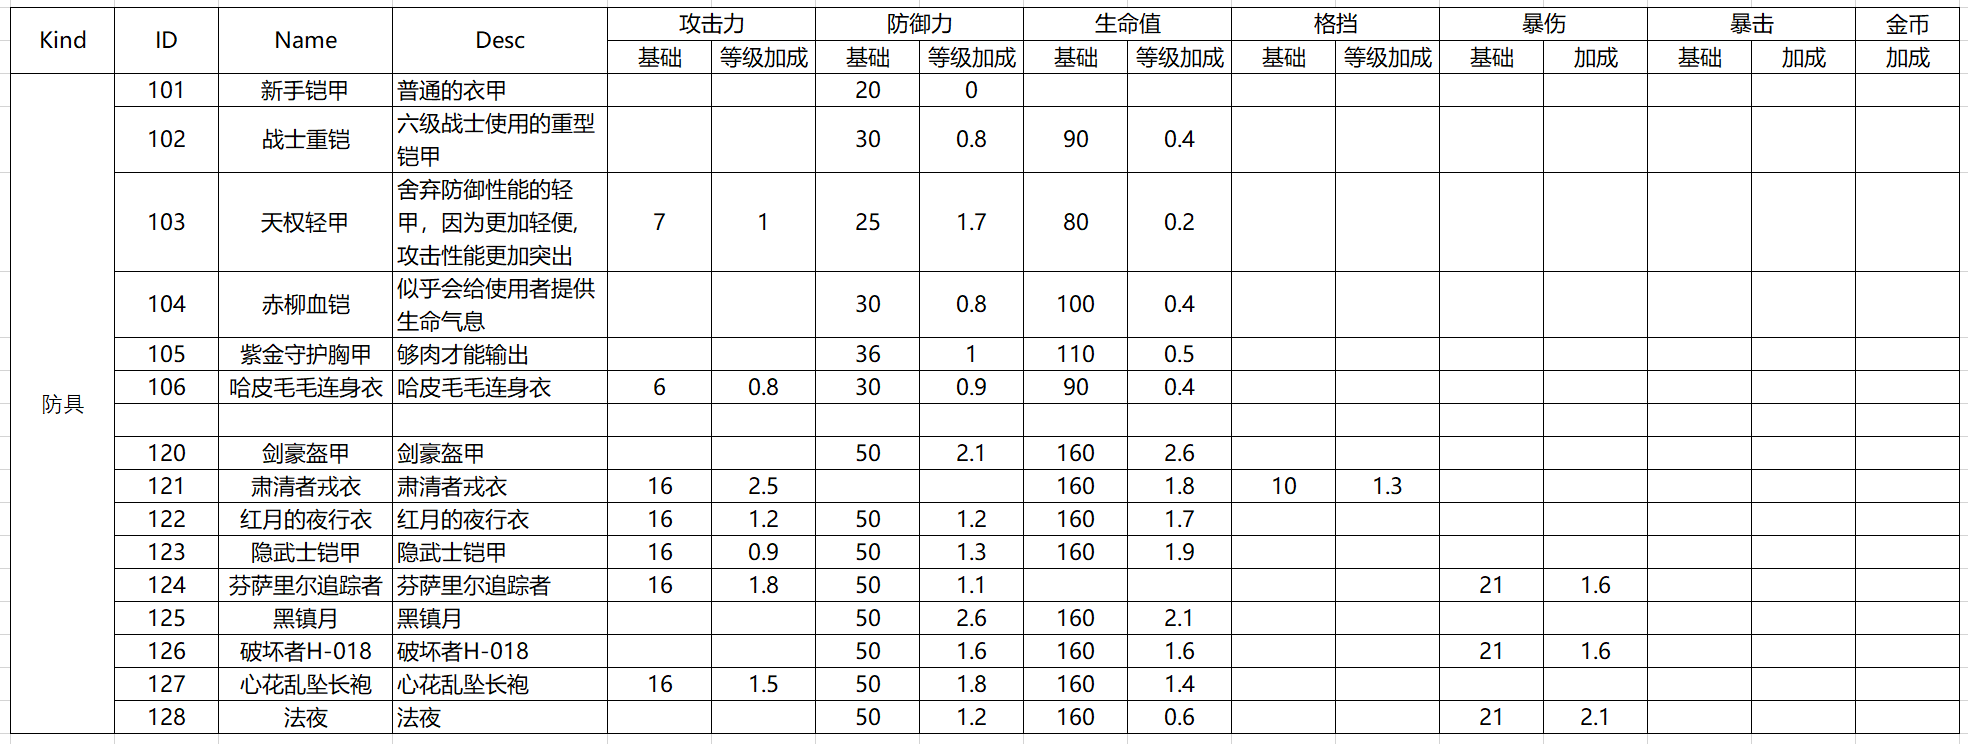 Kind ID Name Desc 攻击力 防御力 生命值 格挡 暴伤 暴击 金币
基础 等级加成 基础 等级加成 基础 等级加成 基础 等级加成 基础 加成 基础 加成 加成
防具
101 新手铠甲 普通的衣甲 20 0
102 战士重铠 六级战士使用的重型
铠甲 30 0.8 90 0.4
103 天权轻甲 舍弃防御性能的轻
甲，因为更加轻便,
攻击性能更加突出 7 1 25 1.7 80 0.2
104 赤柳血铠 似乎会给使用者提供
生命气息 30 0.8 100 0.4
105 紫金守护胸甲 够肉才能输出 36 1 110 0.5
106 哈皮毛毛连身衣 哈皮毛毛连身衣 6 0.8 30 0.9 90 0.4
120 剑豪盔甲 剑豪盔甲 50 2.1 160 2.6
121 肃清者戎衣 肃清者戎衣 16 2.5 160 1.8 10 1.3
122 红月的夜行衣 红月的夜行衣 16 1.2 50 1.2 160 1.7
123 隐武士铠甲 隐武士铠甲 16 0.9 50 1.3 160 1.9
124 芬萨里尔追踪者 芬萨里尔追踪者 16 1.8 50 1.1 21 1.6
125 黑镇月 黑镇月 50 2.6 160 2.1
126 破坏者H-018 破坏者H-018 50 1.6 160 1.6 21 1.6
127 心花乱坠长袍 心花乱坠长袍 16 1.5 50 1.8 160 1.4
128 法夜 法夜 50 1.2 160 0.6 21 2.1